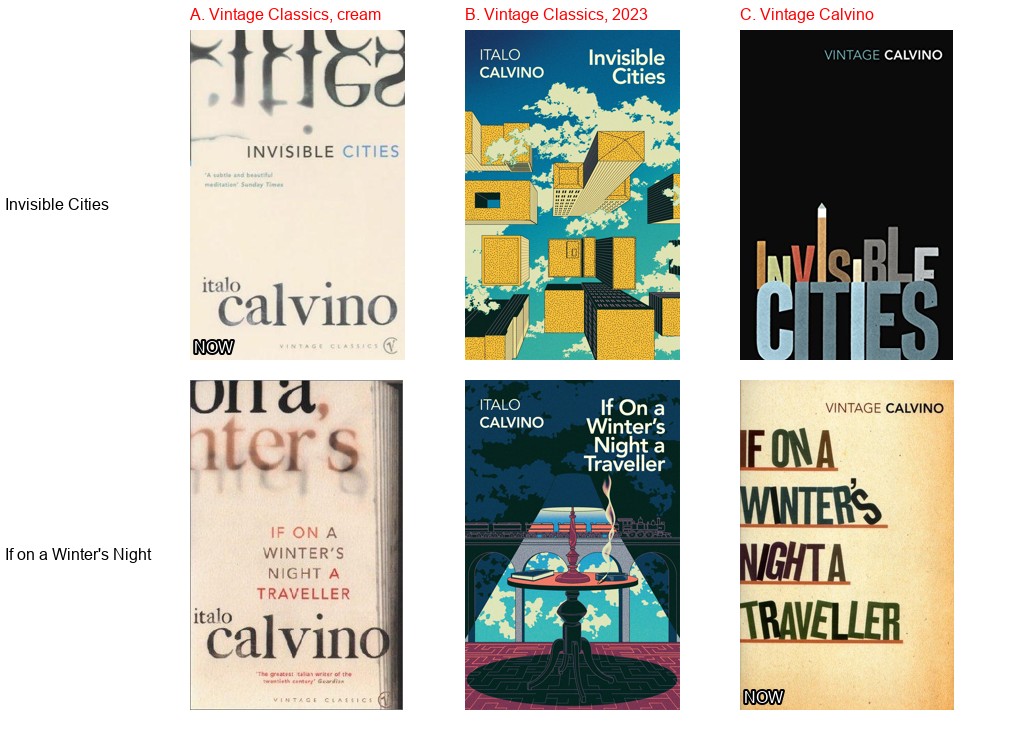 A. Vintage Classics, cream
B. Vintage Classics, 2023
C. Vintage Calvino
Invisible Cities
cities
INVISIBLE CITIES
'A subtle and beautiful
meditation' Sunday Times
italo
calvino
NOW
VINTAGE CLASSICS
ITALO
CALVINO
Invisible
Cities
VINTAGE CALVINO
INVISIBLE
CITIES
If on a Winter's Night
on a,
nter's
IF ON A
WINTER'S
NIGHT A
TRAVELLER
italo
calvino
'The greatest Italian writer of the
twentieth century' Guardian
VINTAGE CLASSICS
ITALO
CALVINO
If On a
Winter's
Night a
Traveller
VINTAGE CALVINO
IF ON A
WINTER'S
NIGHT A
TRAVELLER
NOW